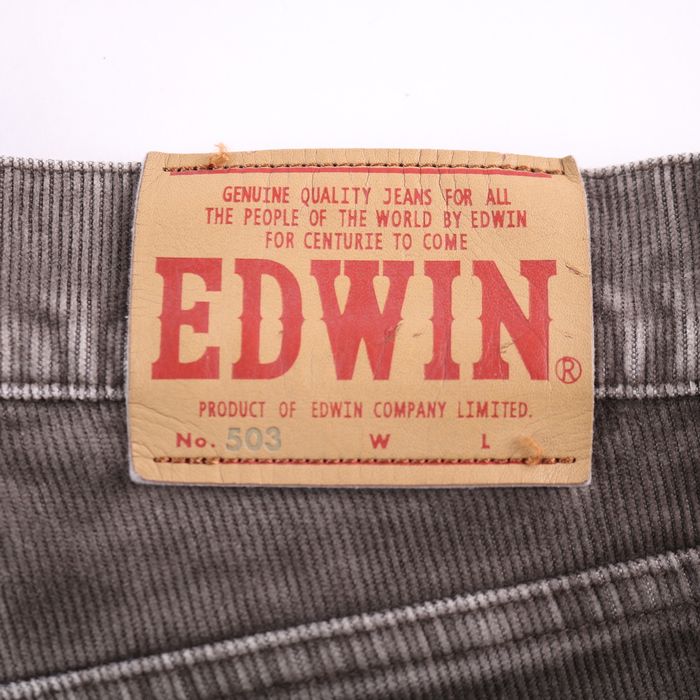 GENUINE QUALITY JEANS FOR ALL
THE PEOPLE OF THE WORLD BY EDWIN
FOR CENTURIE TO COME
EDWIN®
PRODUCT OF EDWIN COMPANY LIMITED.
No. 503 W L